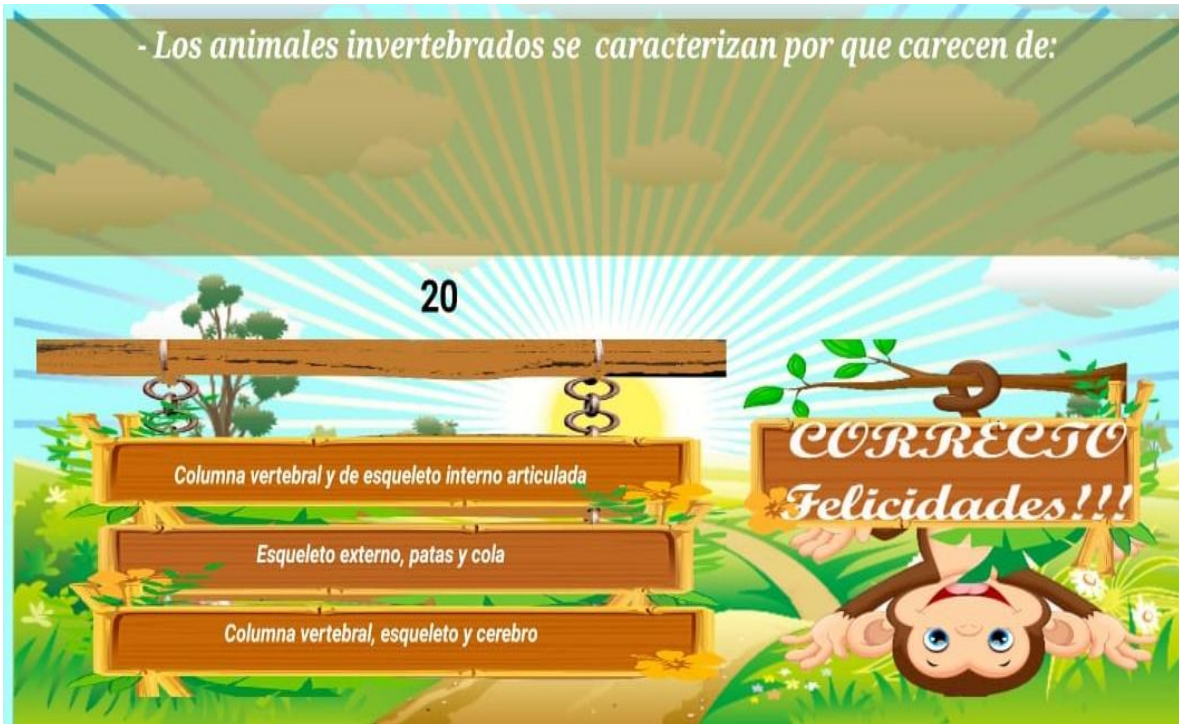 - Los animales invertebrados se caracterizan por que carecen de:
20
Columna vertebral y de esqueleto interno articulada
Esqueleto externo, patas y cola
Columna vertebral, esqueleto y cerebro
CORRECTO
Felicidades!!!